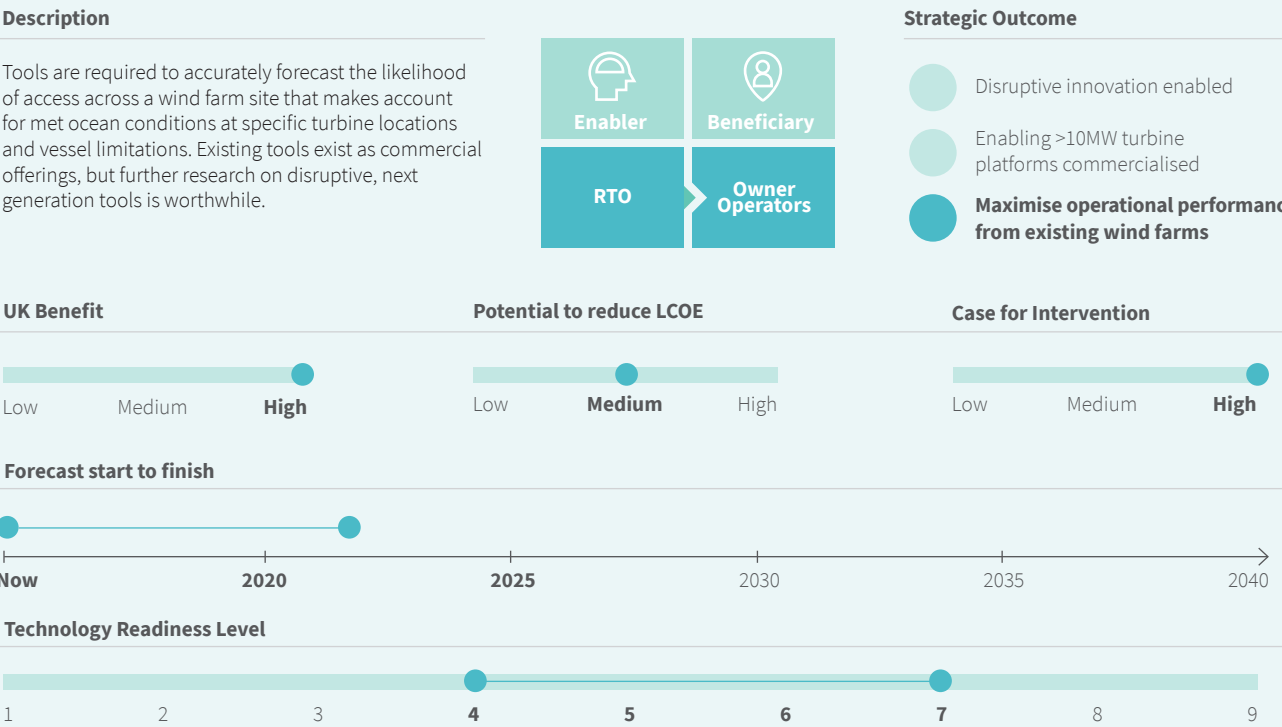 Description
Tools are required to accurately forecast the likelihood
of access across a wind farm site that makes account
for met ocean conditions at specific turbine locations
and vessel limitations. Existing tools exist as commercial
offerings, but further research on disruptive, next
generation tools is worthwhile.
Enabler
Beneficiary
RTO
Owner
Operators
Strategic Outcome
Disruptive innovation enabled
Enabling >10MW turbine
platforms commercialised
Maximise operational performanc
from existing wind farms
UK Benefit
Low Medium High
Potential to reduce LCOE
Low Medium High
Case for Intervention
Low Medium High
Forecast start to finish
Now 2020 2025 2030 2035 2040
Technology Readiness Level
1 2 3 4 5 6 7 8 9